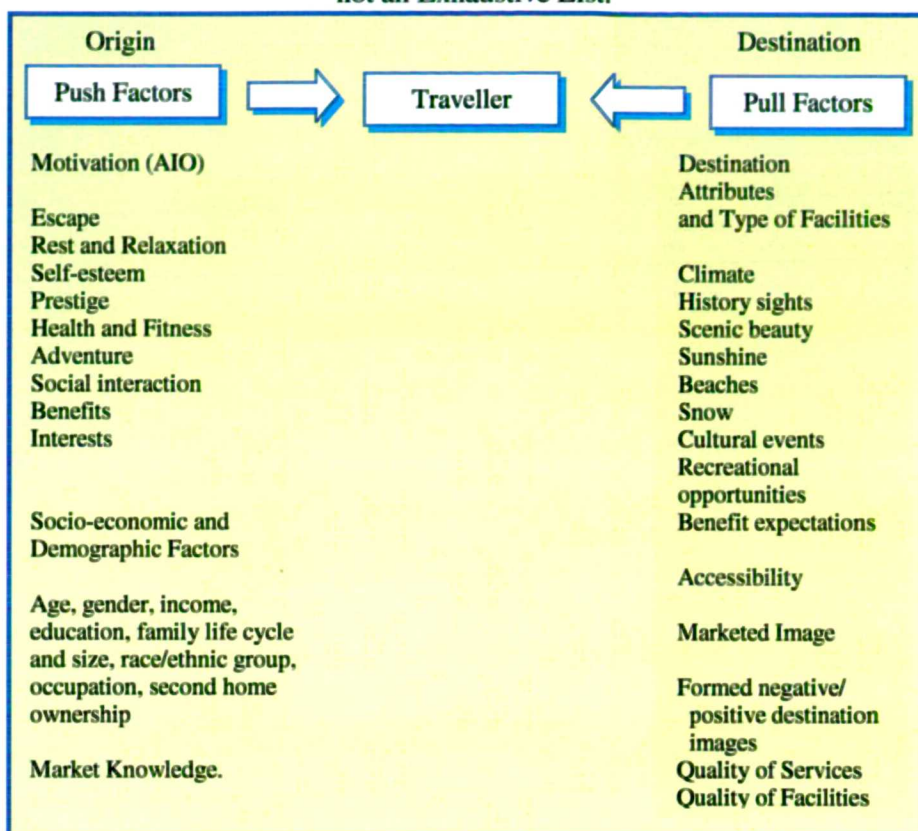 not an Exhaustive List.
Origin
Destination
Push Factors
Traveller
Pull Factors
Motivation (AIO)
Escape
Rest and Relaxation
Self-esteem
Prestige
Health and Fitness
Adventure
Social interaction
Benefits
Interests
Socio-economic and
Demographic Factors
Age, gender, income,
education, family life cycle
and size, race/ethnic group,
occupation, second home
ownership
Market Knowledge.
Destination
Attributes
and Type of Facilities
Climate
History sights
Scenic beauty
Sunshine
Beaches
Snow
Cultural events
Recreational
opportunities
Benefit expectations
Accessibility
Marketed Image
Formed negative/
positive destination
images
Quality of Services
Quality of Facilities